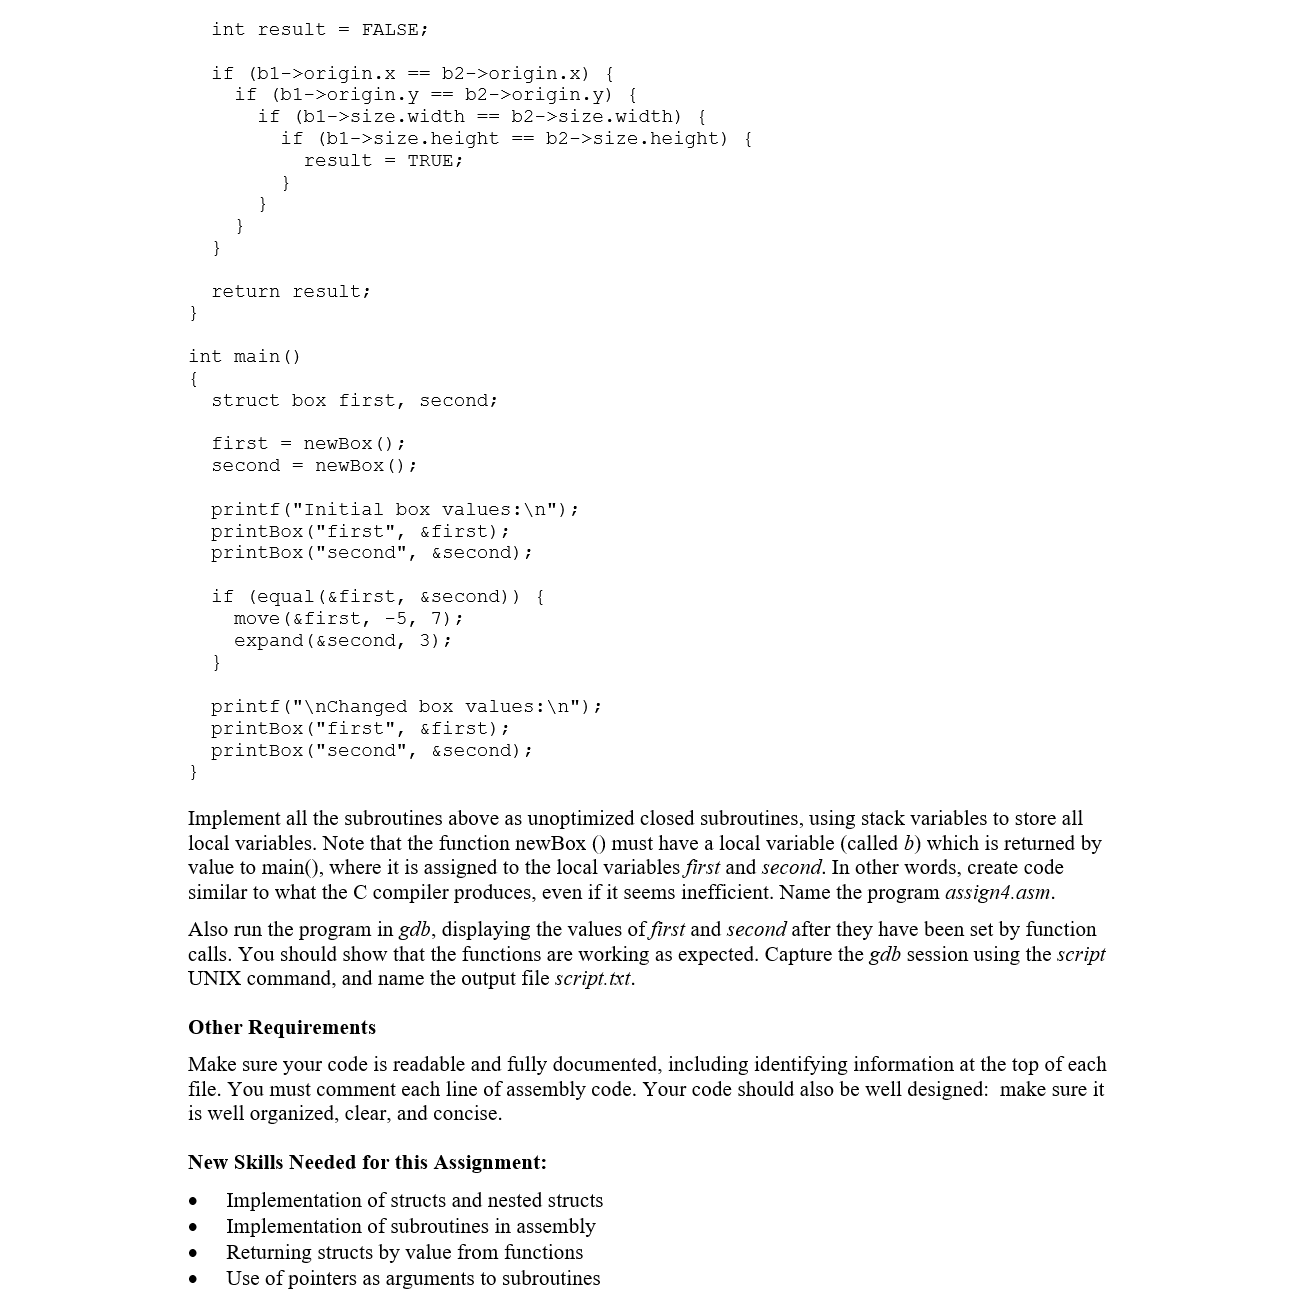 int result = FALSE;
if (b1->origin.x == b2->origin.x) {
if (b1->origin.y == b2->origin.y) {
if (b1->size.width == b2->size.width) {
if (b1->size.height == b2->size.height) {
result = TRUE;
}
}
}
}
return result;
}
int main()
{
struct box first, second;
first = newBox();
second = newBox();
printf("Initial box values:\n");
printBox("first", &first);
printBox("second", &second);
if (equal(&first, &second)) {
move(&first, -5, 7);
expand(&second, 3);
}
printf("\nChanged box values:\n");
printBox("first", &first);
printBox("second", &second);
}
Implement all the subroutines above as unoptimized closed subroutines, using stack variables to store all
local variables. Note that the function newBox () must have a local variable (called b) which is returned by
value to main(), where it is assigned to the local variables first and second. In other words, create code
similar to what the C compiler produces, even if it seems inefficient. Name the program assign4.asm.
Also run the program in gdb, displaying the values of first and second after they have been set by function
calls. You should show that the functions are working as expected. Capture the gdb session using the script
UNIX command, and name the output file script.txt.
Other Requirements
Make sure your code is readable and fully documented, including identifying information at the top of each
file. You must comment each line of assembly code. Your code should also be well designed:  make sure it
is well organized, clear, and concise.
New Skills Needed for this Assignment:
• Implementation of structs and nested structs
• Implementation of subroutines in assembly
• Returning structs by value from functions
• Use of pointers as arguments to subroutines